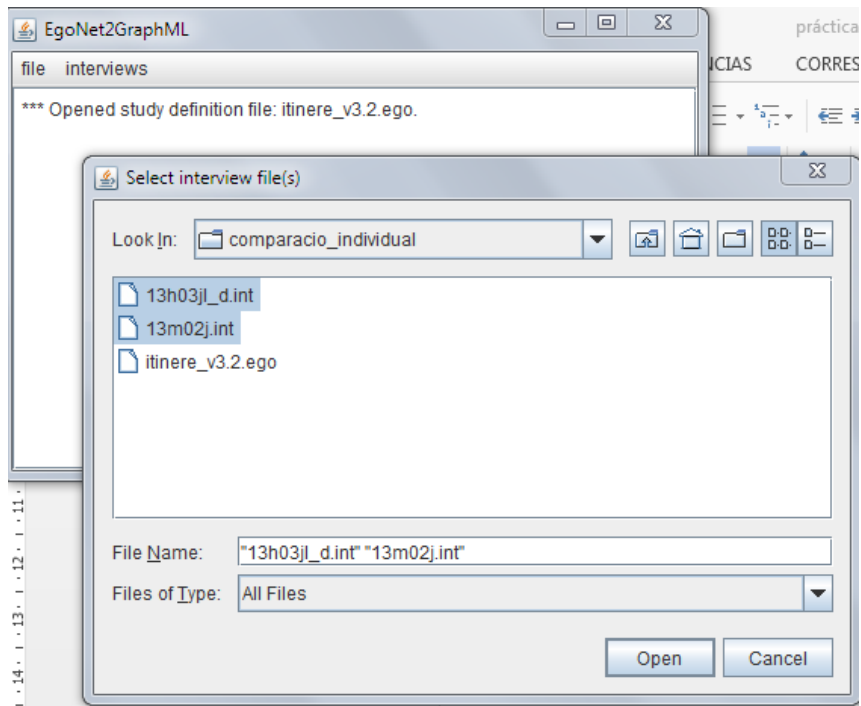 EgoNet2GraphML
práctica
file interviews
NCIAS CORRES
*** Opened study definition file: itinere_v3.2.ego.
Select interview file(s)
Look In: comparacio_individual
13h03jl_d.int
13m02j.int
itinere_v3.2.ego
File Name: "13h03jl_d.int" "13m02j.int"
Files of Type: All Files
Open Cancel
11
12
13
14